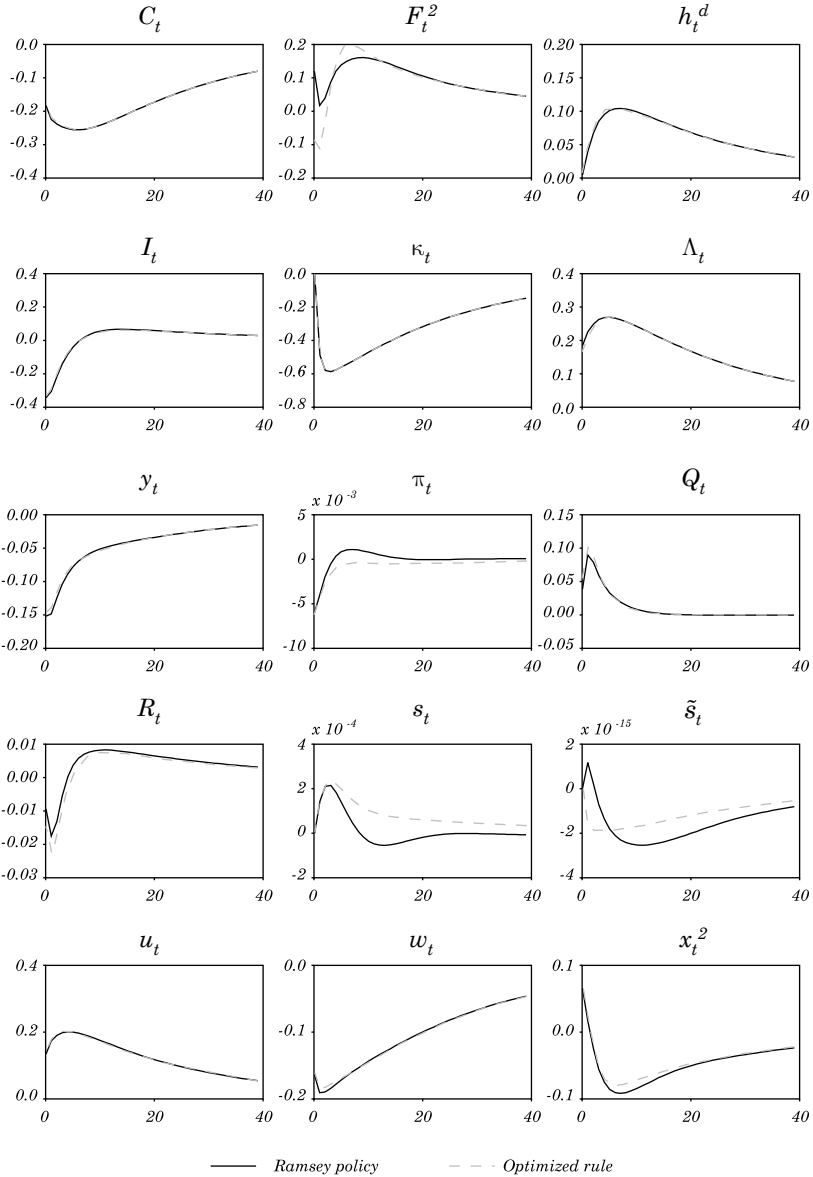 C_t F_t^2 h_t^d
0.0 0.2 0.20
-0.1 0.1 0.15
-0.2 0.0 0.10
-0.3 -0.1 0.05
-0.4 -0.2 0.00
0 20 40 0 20 40 0 20 40
I_t κ_t Λ_t
0.4 0.0 0.4
0.2 -0.2 0.3
0.0 -0.4 0.2
-0.2 -0.6 0.1
-0.4 -0.8 0.0
0 20 40 0 20 40 0 20 40
y_t π_t Q_t
x 10 -3
0.00 5 0.15
-0.05 0 0.10
-0.10 0.05
-0.15 -5 0.00
-0.20 -10 -0.05
0 20 40 0 20 40 0 20 40
R_t s_t s̃_t
x 10 -4 x 10 -15
0.01 4 2
0.00 2 0
-0.01 0 -2
-0.02
-0.03 -2 -4
0 20 40 0 20 40 0 20 40
u_t w_t x_t^2
0.4 0.0 0.1
0.2 -0.1 0.0
0.0 -0.2 -0.1
0 20 40 0 20 40 0 20 40
Ramsey policy Optimized rule